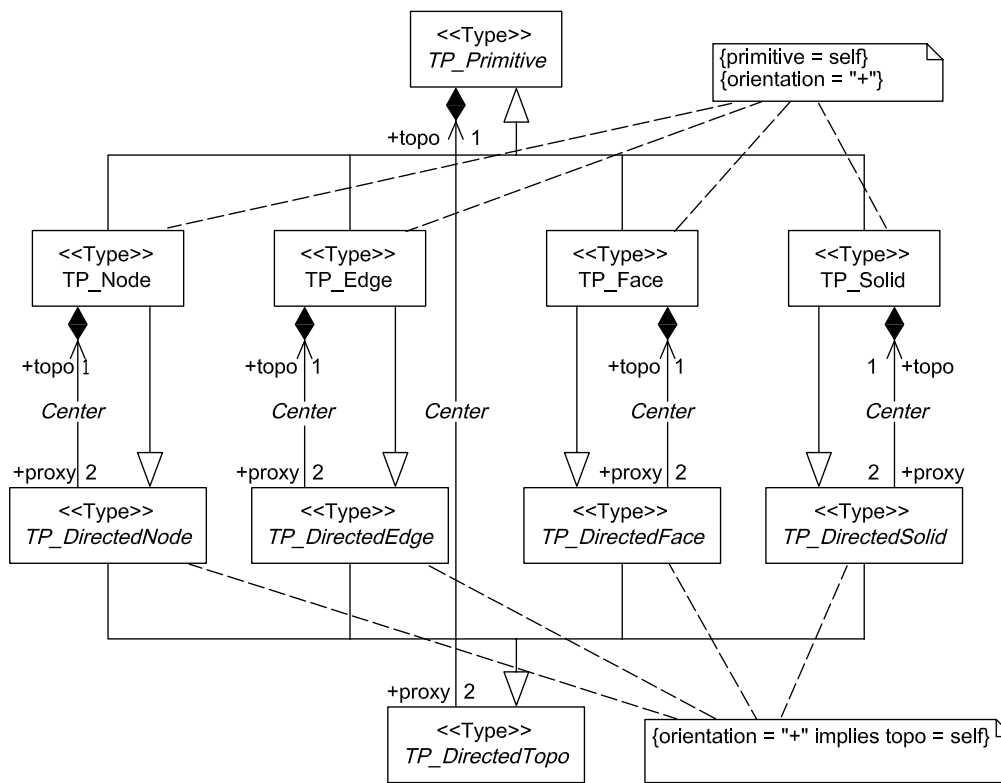 <<Type>>
TP_Primitive
{primitive = self}
{orientation = "+"}
+topo 1
<<Type>>
TP_Node
<<Type>>
TP_Edge
<<Type>>
TP_Face
<<Type>>
TP_Solid
+topo 1
+topo 1
+topo 1
1 +topo
Center
Center
Center
Center
Center
+proxy 2
+proxy 2
+proxy 2
2 +proxy
<<Type>>
TP_DirectedNode
<<Type>>
TP_DirectedEdge
<<Type>>
TP_DirectedFace
<<Type>>
TP_DirectedSolid
+proxy 2
<<Type>>
TP_DirectedTopo
{orientation = "+" implies topo = self}